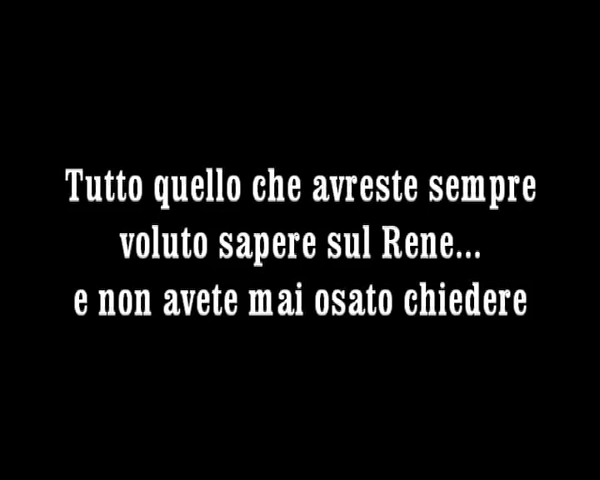 Tutto quello che avreste sempre
voluto sapere sul Rene...
e non avete mai osato chiedere